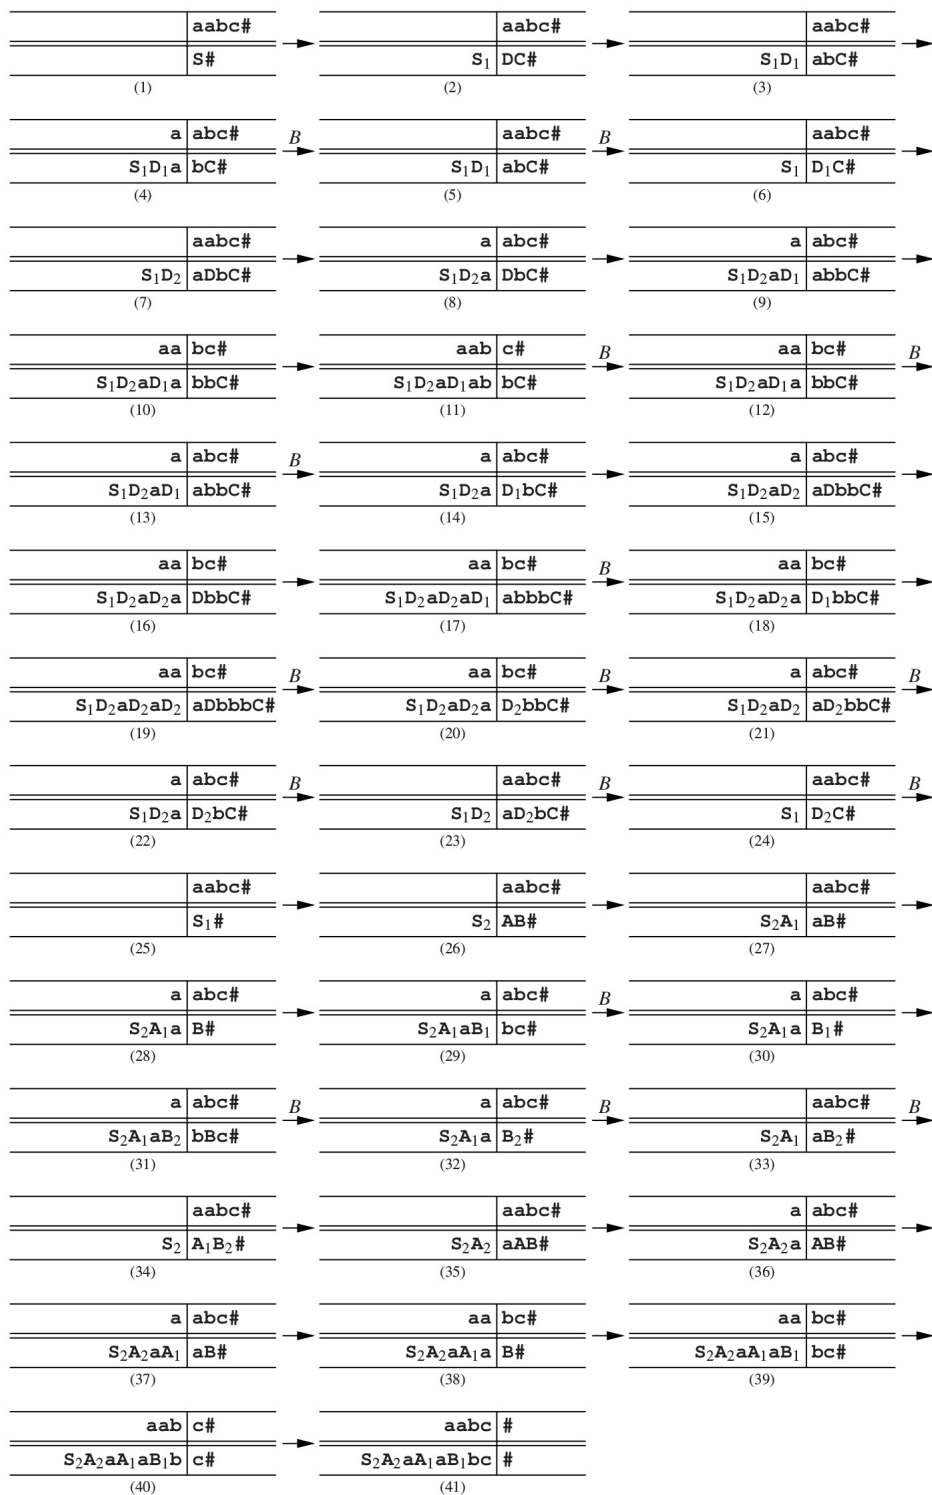 aabc# aabc# aabc#
S# S₁ DC# S₁D₁ abC#
(1) (2) (3)
a abc# B aabc# B aabc#
S₁D₁a bC# S₁D₁ abC# S₁ D₁C#
(4) (5) (6)
aabc# a abc# a abc#
S₁D₂ aDbC# S₁D₂a DbC# S₁D₂aD₁ abbC#
(7) (8) (9)
aa bc# aab c# B aa bc# B
S₁D₂aD₁a bbC# S₁D₂aD₁ab bC# S₁D₂aD₁a bbC#
(10) (11) (12)
a abc# B a abc# a abc#
S₁D₂aD₁ abbC# S₁D₂a D₁bC# S₁D₂aD₂ aDbbC#
(13) (14) (15)
aa bc# aa bc# B aa bc#
S₁D₂aD₂a DbbC# S₁D₂aD₂aD₁ abbbC# S₁D₂aD₂a D₁bbC#
(16) (17) (18)
aa bc# B aa bc# B a abc# B
S₁D₂aD₂aD₂ aDbbbC# S₁D₂aD₂a D₂bbC# S₁D₂aD₂ aD₂bbC#
(19) (20) (21)
a abc# B aabc# B aabc# B
S₁D₂a D₂bC# S₁D₂ aD₂bC# S₁ D₂C#
(22) (23) (24)
aabc# aabc# aabc#
S₁# S₂ AB# S₂A₁ aB#
(25) (26) (27)
a abc# a abc# B a abc#
S₂A₁a B# S₂A₁aB₁ bc# S₂A₁a B₁#
(28) (29) (30)
a abc# B a abc# B aabc# B
S₂A₁aB₂ bBc# S₂A₁a B₂# S₂A₁ aB₂#
(31) (32) (33)
aabc# aabc# a abc#
S₂ A₁B₂# S₂A₂ aAB# S₂A₂a AB#
(34) (35) (36)
a abc# aa bc# aa bc#
S₂A₂aA₁ aB# S₂A₂aA₁a B# S₂A₂aA₁aB₁ bc#
(37) (38) (39)
aab c# aabc #
S₂A₂aA₁aB₁b c# S₂A₂aA₁aB₁bc #
(40) (41)